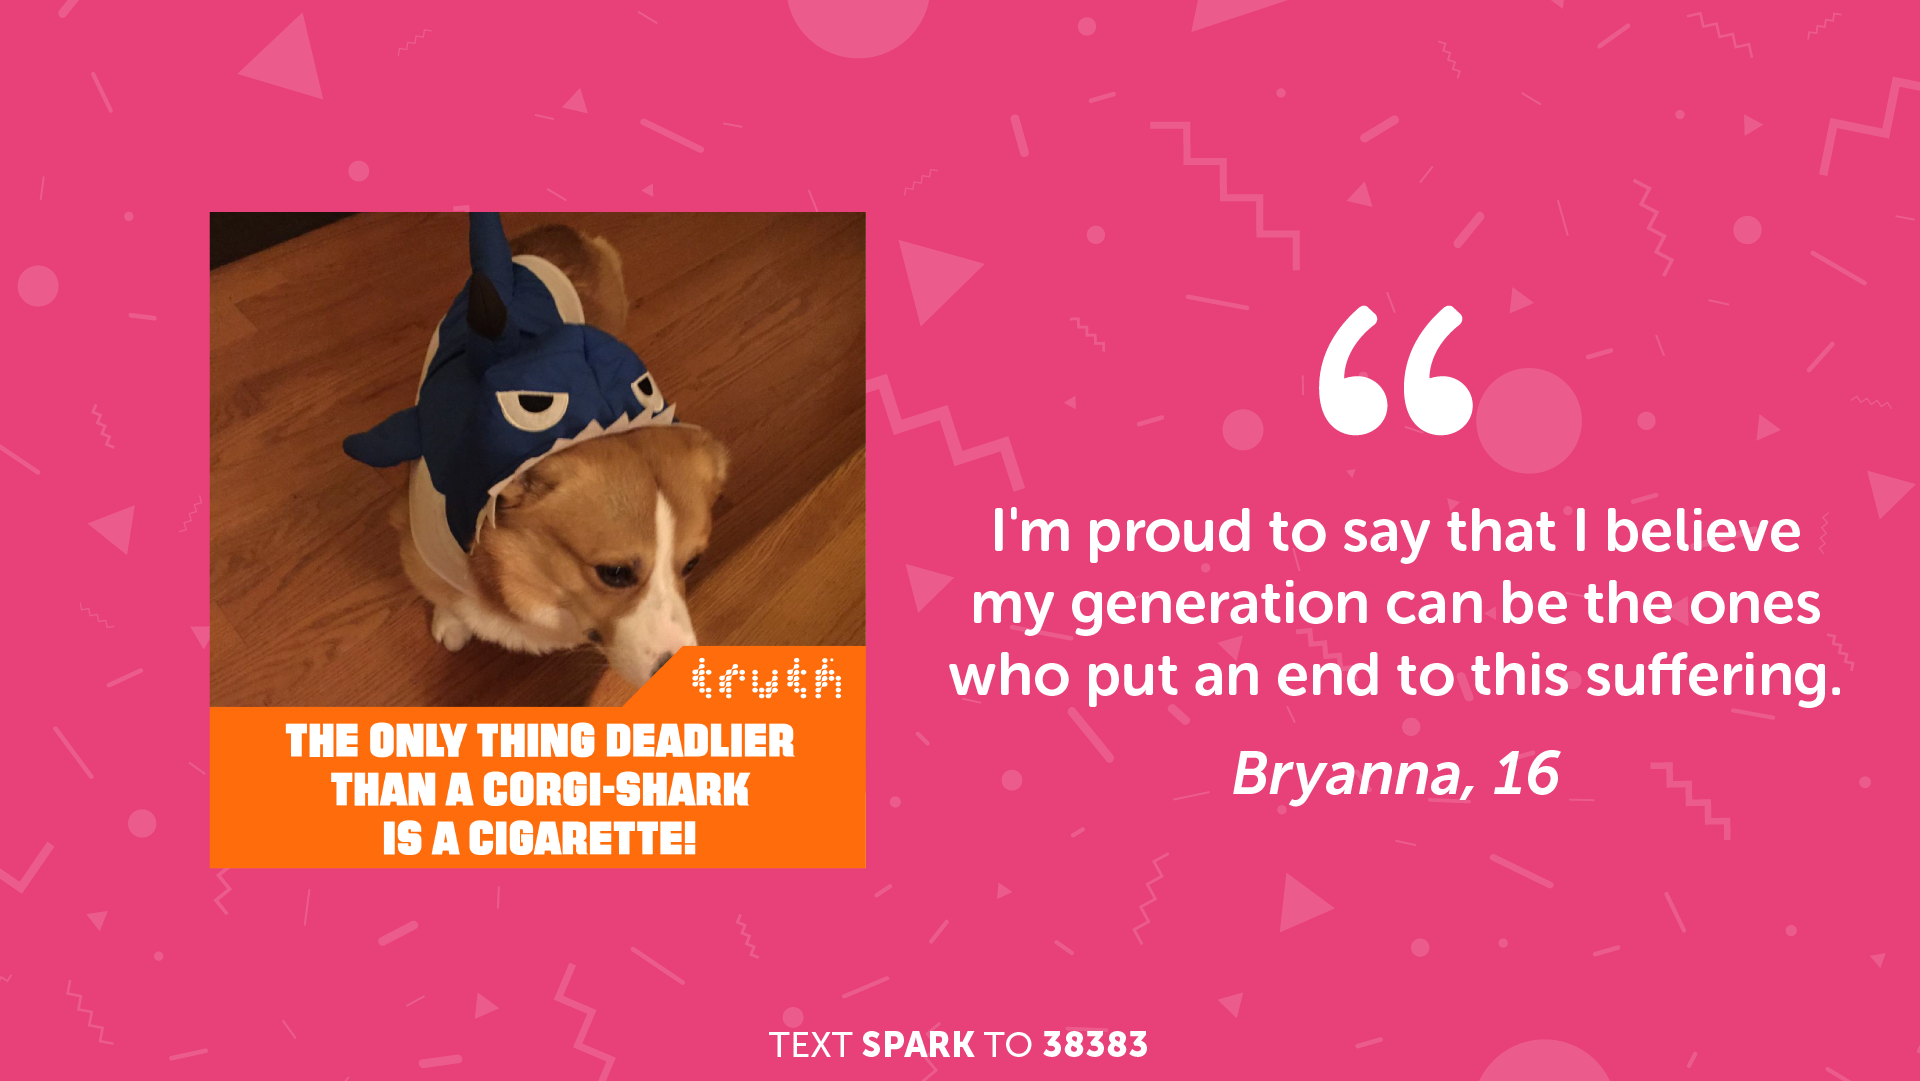 truth
THE ONLY THING DEADLIER
THAN A CORGI-SHARK
IS A CIGARETTE!
“
I'm proud to say that I believe
my generation can be the ones
who put an end to this suffering.
Bryanna, 16
TEXT SPARK TO 38383